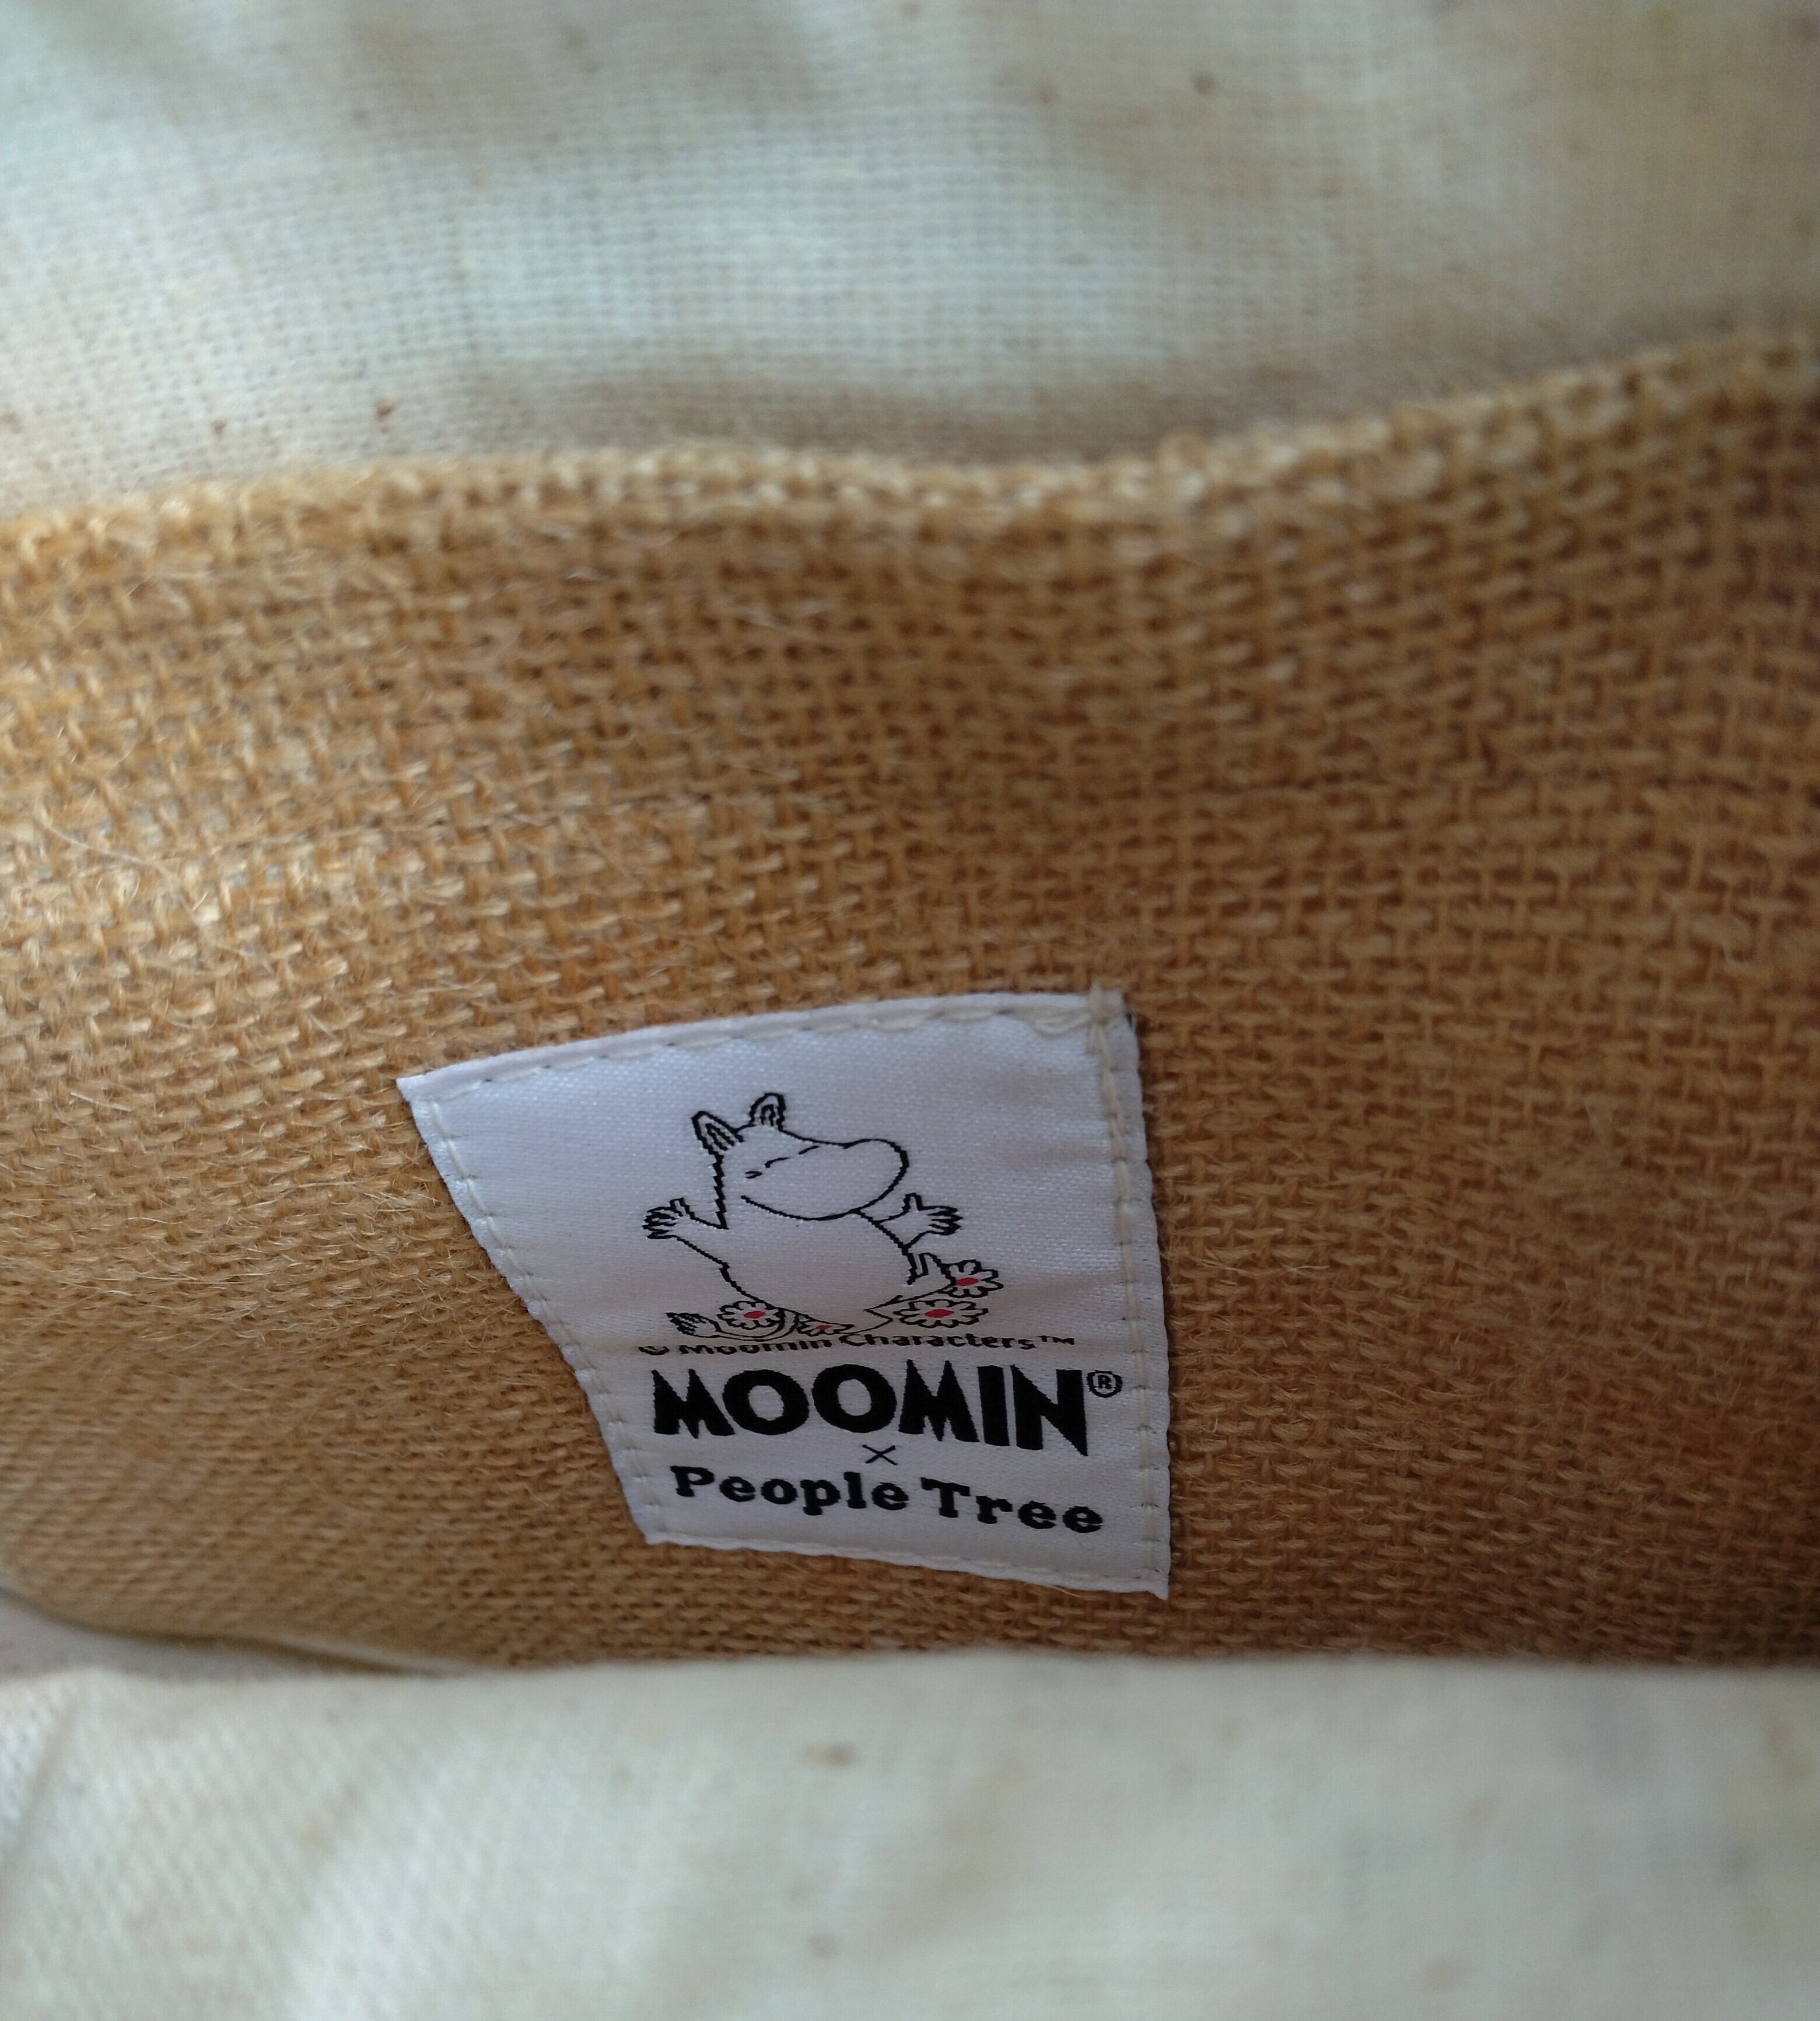 © Moomin Characters™
MOOMIN®
×
People Tree